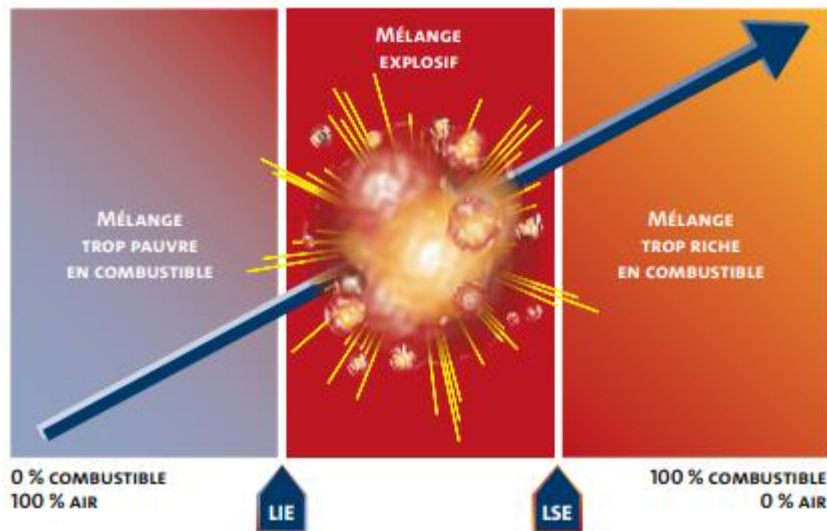 MÉLANGE
EXPLOSIF
MÉLANGE
TROP PAUVRE
EN COMBUSTIBLE
MÉLANGE
TROP RICHE
EN COMBUSTIBLE
0 % COMBUSTIBLE
100 % AIR
LIE
LSE
100 % COMBUSTIBLE
0 % AIR